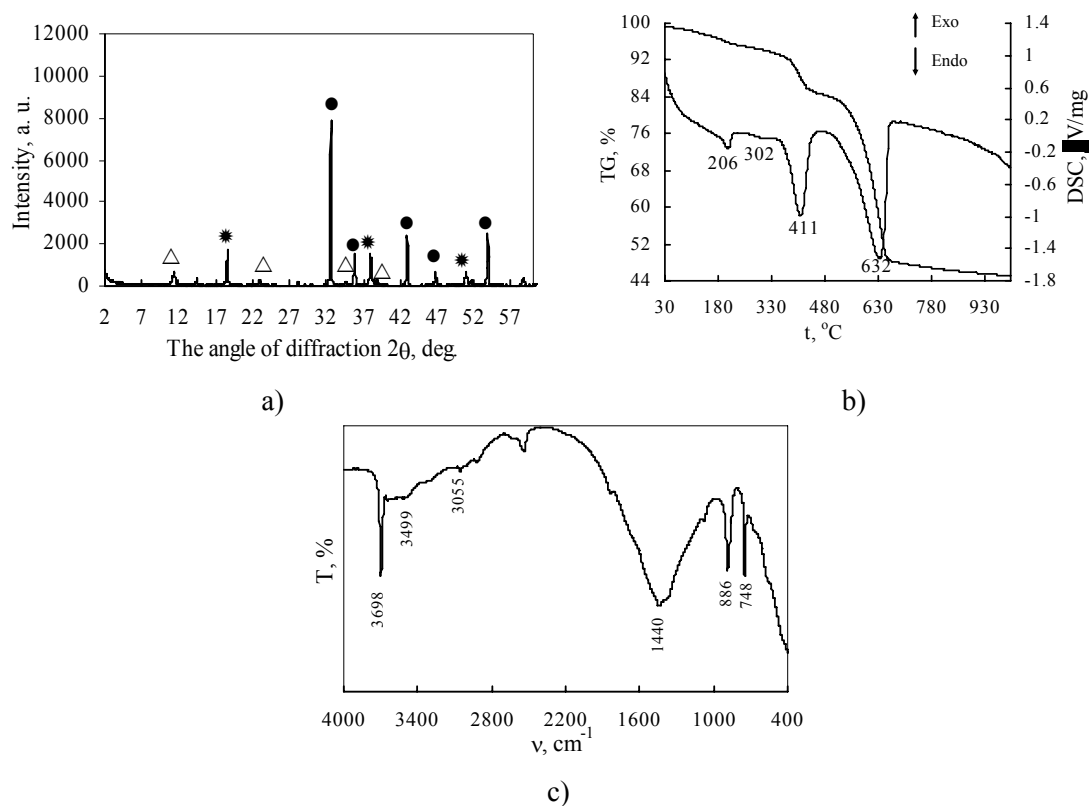 12000
10000
8000
6000
4000
2000
0
Intensity, a. u.
2 7 12 17 22 27 32 37 42 47 52 57
The angle of diffraction 2θ, deg.
a)
100
92
84
76
68
60
52
44
TG, %
Exo
Endo
206
302
411
632
1.4
1
0.6
0.2
-0.2
-0.6
-1
-1.4
-1.8
DSC, V/mg
30 180 330 480 630 780 930
t, °C
b)
T, %
3698
3499
3055
1440
886
748
4000 3400 2800 2200 1600 1000 400
ν, cm⁻¹
c)